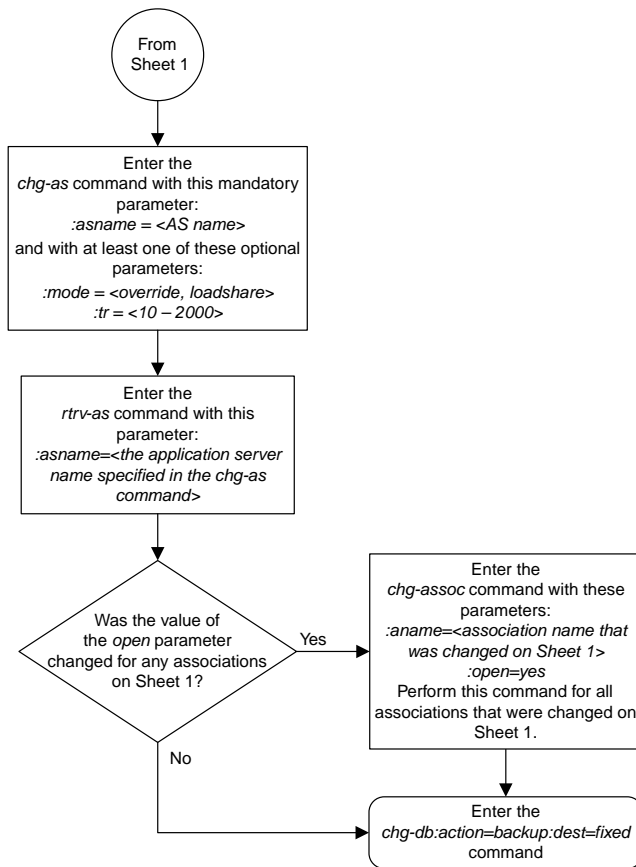 From
Sheet 1
Enter the
chg-as command with this mandatory
parameter:
:asname = <AS name>
and with at least one of these optional
parameters:
:mode = <override, loadshare>
:tr = <10 – 2000>
Enter the
rtrv-as command with this
parameter:
:asname=<the application server
name specified in the chg-as
command>
Was the value of
the open parameter
changed for any associations
on Sheet 1?
Yes
No
Enter the
chg-assoc command with these
parameters:
:aname=<association name that
was changed on Sheet 1>
:open=yes
Perform this command for all
associations that were changed on
Sheet 1.
Enter the
chg-db:action=backup:dest=fixed
command